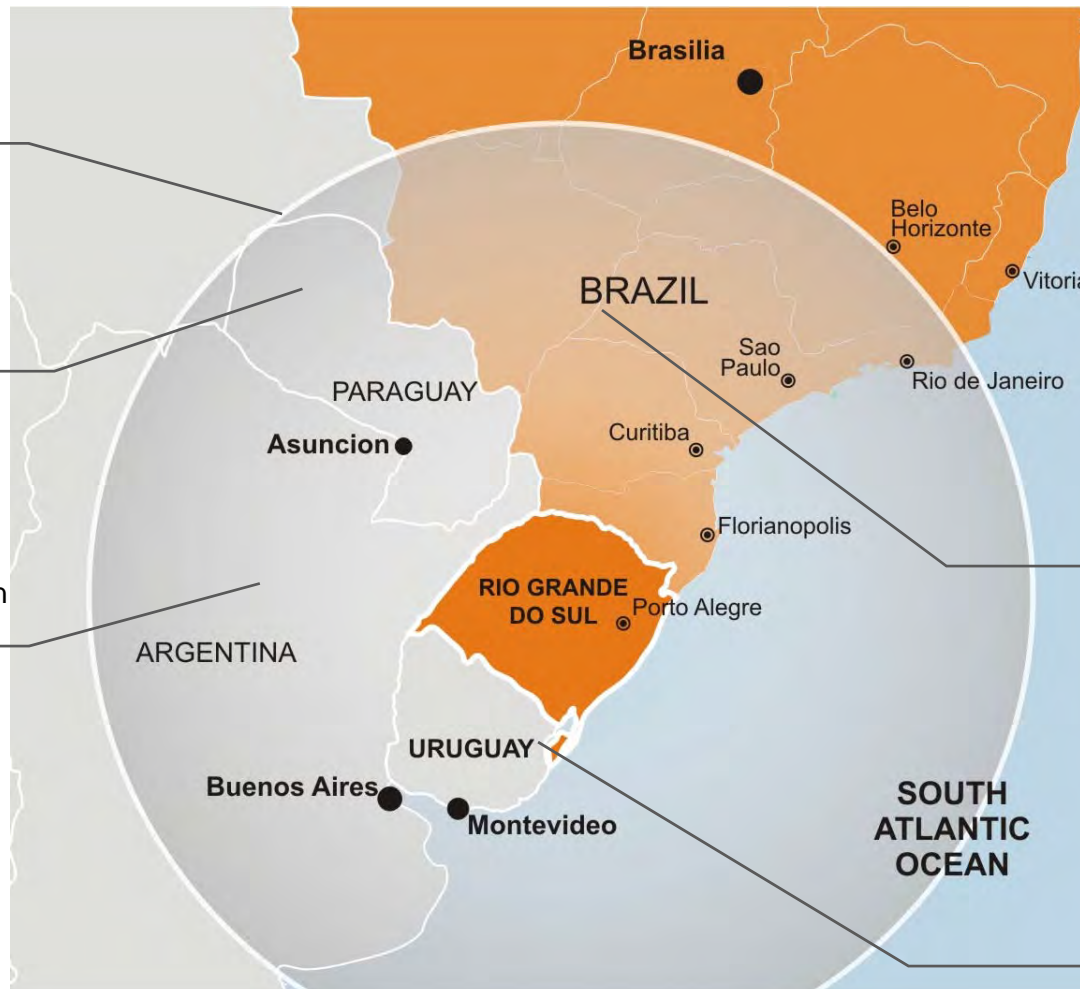 Brasilia
Belo
Horizonte
Vitoria
BRAZIL
Sao
Paulo
Rio de Janeiro
PARAGUAY
Asuncion
Curitiba
Florianopolis
RIO GRANDE
DO SUL
Porto Alegre
n
ARGENTINA
URUGUAY
Buenos Aires
Montevideo
SOUTH
ATLANTIC
OCEAN